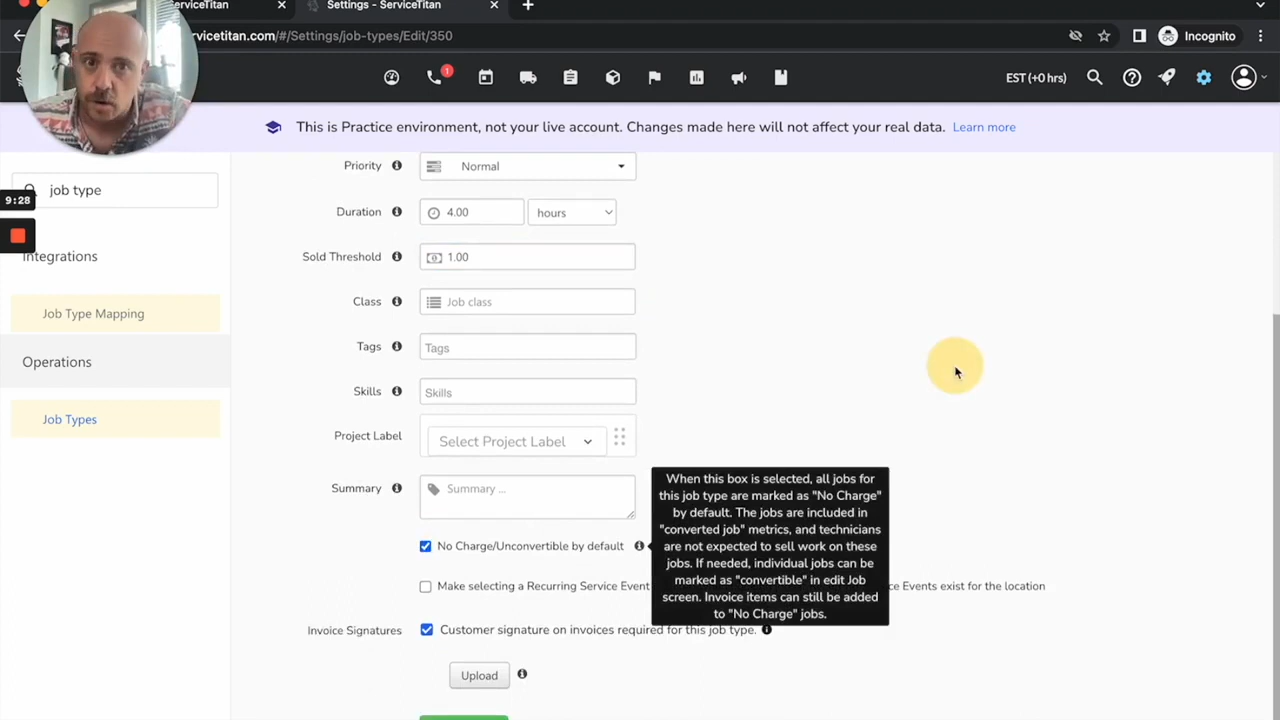 ServiceTitan
Settings - ServiceTitan
servicetitan.com/#/Settings/job-types/Edit/350
Incognito
1
EST (+0 hrs)
This is Practice environment, not your live account. Changes made here will not affect your real data. Learn more
job type
9:28
Integrations
Job Type Mapping
Operations
Job Types
Priority
Normal
Duration
4.00
hours
Sold Threshold
1.00
Class
Job class
Tags
Tags
Skills
Skills
Project Label
Select Project Label
Summary
Summary ...
No Charge/Unconvertible by default
When this box is selected, all jobs for
this job type are marked as "No Charge"
by default. The jobs are included in
"converted job" metrics, and technicians
are not expected to sell work on these
jobs. If needed, individual jobs can be
marked as "convertible" in edit Job
screen. Invoice items can still be added
to "No Charge" jobs.
Make selecting a Recurring Service Event
ce Events exist for the location
Invoice Signatures
Customer signature on invoices required for this job type.
Upload